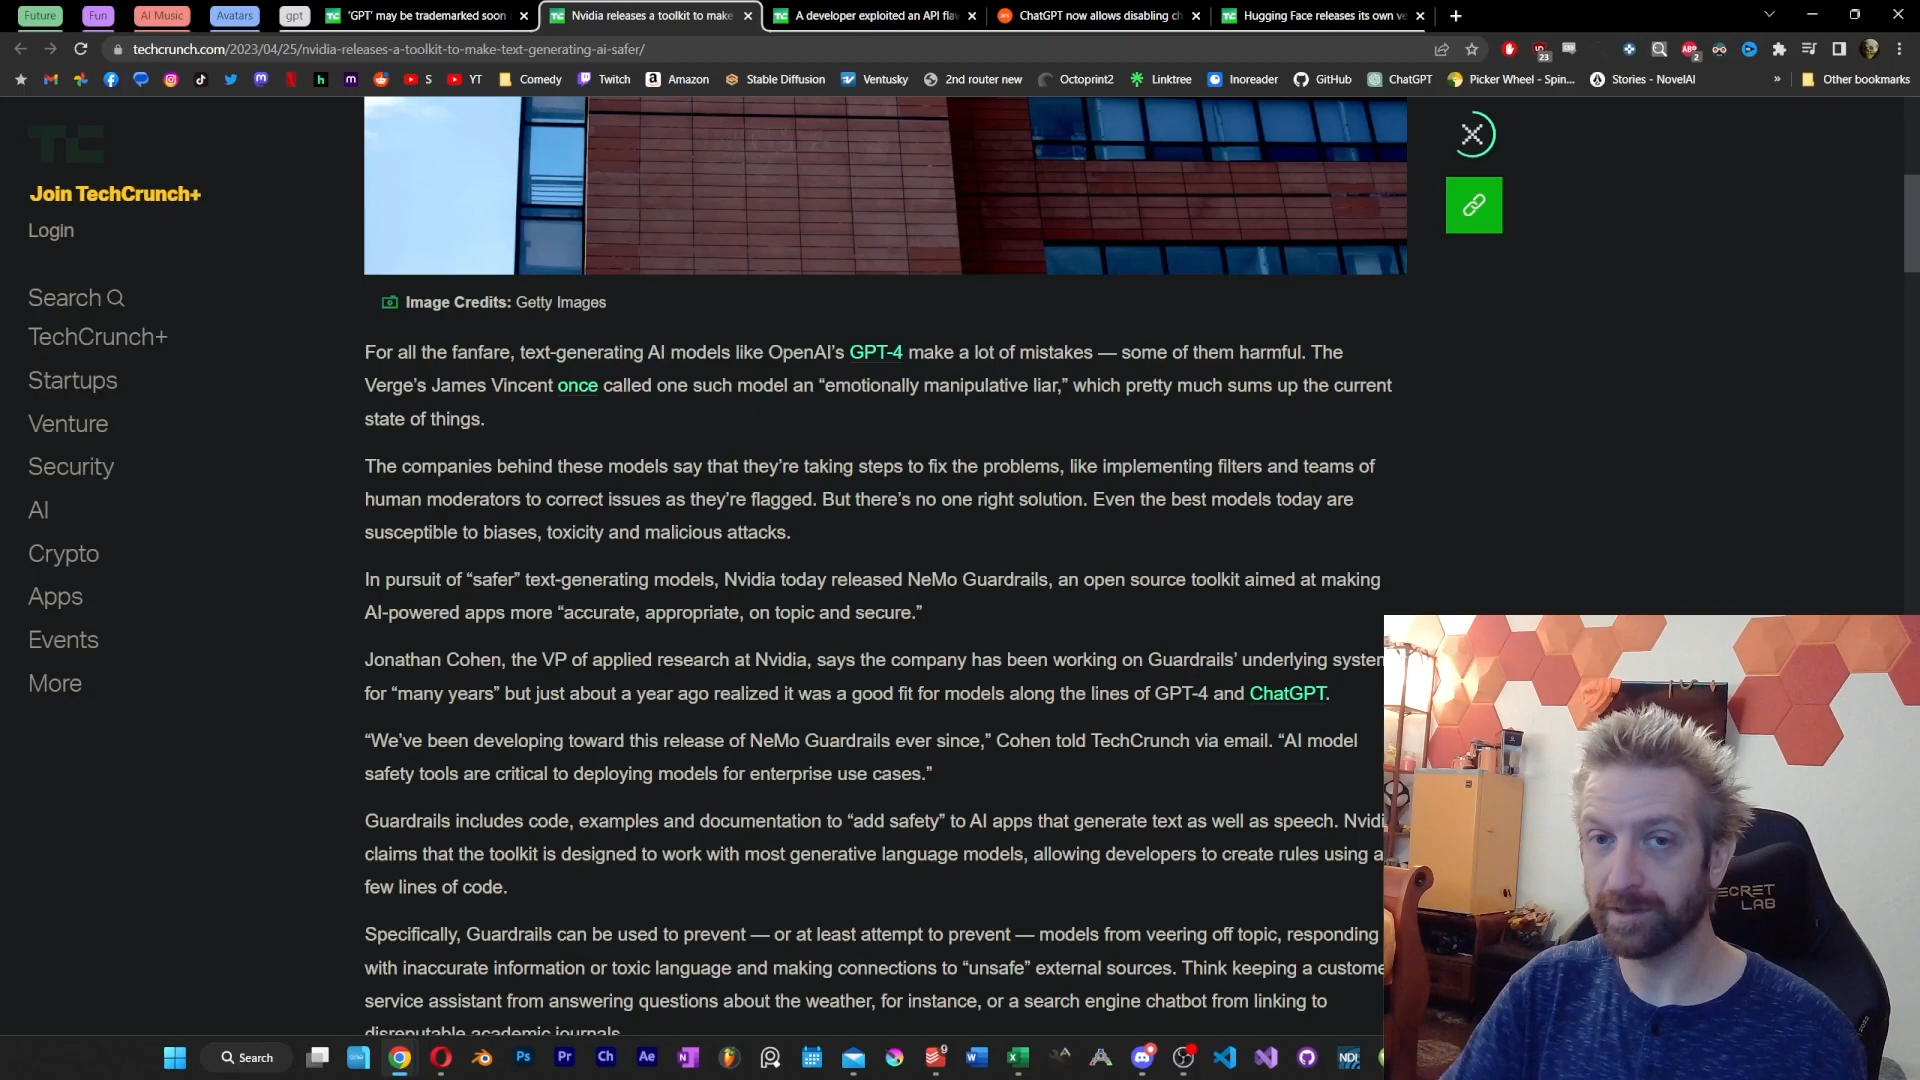 Future
Fun
AI Music
Avatars
gpt
'GPT' may be trademarked soon
Nvidia releases a toolkit to make
A developer exploited an API fla
ChatGPT now allows disabling ch
Hugging Face releases its own ve
techcrunch.com/2023/04/25/nvidia-releases-a-toolkit-to-make-text-generating-ai-safer/
23
2
S
YT
Comedy
Twitch
Amazon
Stable Diffusion
Ventusky
2nd router new
Octoprint2
Linktree
Inoreader
GitHub
ChatGPT
Picker Wheel - Spin...
Stories - NovelAI
»
Other bookmarks
TC
Join TechCrunch+
Login
Search
TechCrunch+
Startups
Venture
Security
AI
Crypto
Apps
Events
More
Image Credits: Getty Images
For all the fanfare, text-generating AI models like OpenAI’s GPT-4 make a lot of mistakes — some of them harmful. The
Verge’s James Vincent once called one such model an “emotionally manipulative liar,” which pretty much sums up the current
state of things.
The companies behind these models say that they’re taking steps to fix the problems, like implementing filters and teams of
human moderators to correct issues as they’re flagged. But there’s no one right solution. Even the best models today are
susceptible to biases, toxicity and malicious attacks.
In pursuit of “safer” text-generating models, Nvidia today released NeMo Guardrails, an open source toolkit aimed at making
AI-powered apps more “accurate, appropriate, on topic and secure.”
Jonathan Cohen, the VP of applied research at Nvidia, says the company has been working on Guardrails’ underlying system
for “many years” but just about a year ago realized it was a good fit for models along the lines of GPT-4 and ChatGPT.
“We’ve been developing toward this release of NeMo Guardrails ever since,” Cohen told TechCrunch via email. “AI model
safety tools are critical to deploying models for enterprise use cases.”
Guardrails includes code, examples and documentation to “add safety” to AI apps that generate text as well as speech. Nvidi
claims that the toolkit is designed to work with most generative language models, allowing developers to create rules using a
few lines of code.
Specifically, Guardrails can be used to prevent — or at least attempt to prevent — models from veering off topic, responding
with inaccurate information or toxic language and making connections to “unsafe” external sources. Think keeping a custome
service assistant from answering questions about the weather, for instance, or a search engine chatbot from linking to
disreputable academic journals.
ECRET
LAB
Search
Ps
Pr
Ch
Ae
9
NDI